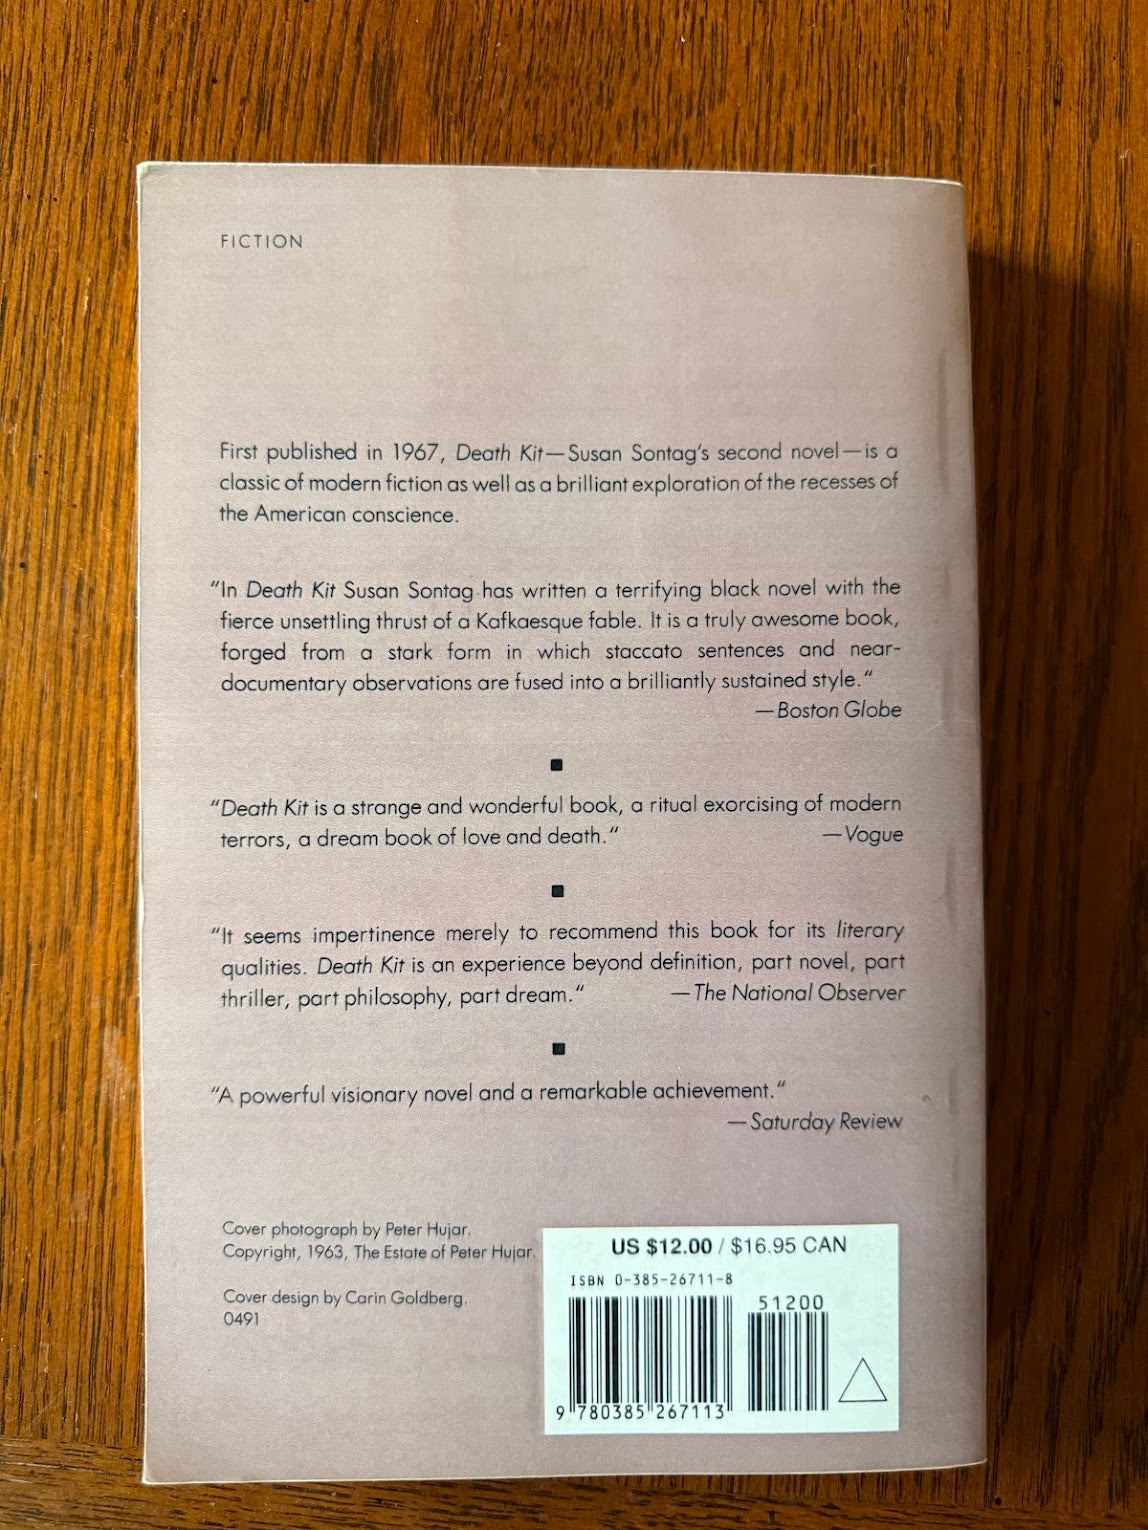 FICTION
First published in 1967, Death Kit—Susan Sontag's second novel—is a
classic of modern fiction as well as a brilliant exploration of the recesses of
the American conscience.
“In Death Kit Susan Sontag has written a terrifying black novel with the
fierce unsettling thrust of a Kafkaesque fable. It is a truly awesome book,
forged from a stark form in which staccato sentences and near-
documentary observations are fused into a brilliantly sustained style.“
—Boston Globe
“Death Kit is a strange and wonderful book, a ritual exorcising of modern
terrors, a dream book of love and death.“ —Vogue
“It seems impertinence merely to recommend this book for its literary
qualities. Death Kit is an experience beyond definition, part novel, part
thriller, part philosophy, part dream.“ —The National Observer
“A powerful visionary novel and a remarkable achievement.“
—Saturday Review
Cover photograph by Peter Hujar.
Copyright, 1963, The Estate of Peter Hujar.
Cover design by Carin Goldberg.
0491
US $12.00 / $16.95 CAN
ISBN 0-385-26711-8
51200
9 780385 267113